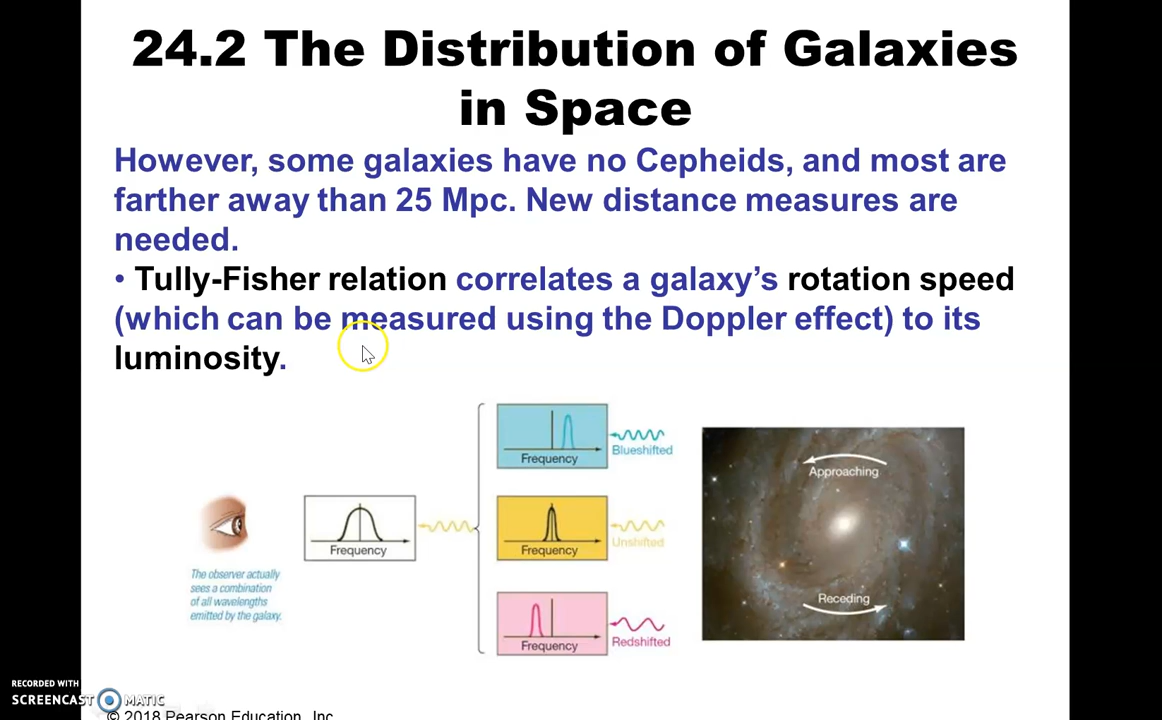 24.2 The Distribution of Galaxies
in Space
However, some galaxies have no Cepheids, and most are
farther away than 25 Mpc. New distance measures are
needed.
• Tully-Fisher relation correlates a galaxy’s rotation speed
(which can be measured using the Doppler effect) to its
luminosity.
Frequency
Blueshifted
Approaching
Frequency
Frequency
Unshifted
The observer actually
sees a combination
of all wavelengths
emitted by the galaxy.
Receding
Frequency
Redshifted
RECORDED WITH
SCREENCAST MATIC
© 2018 Pearson Education, Inc.